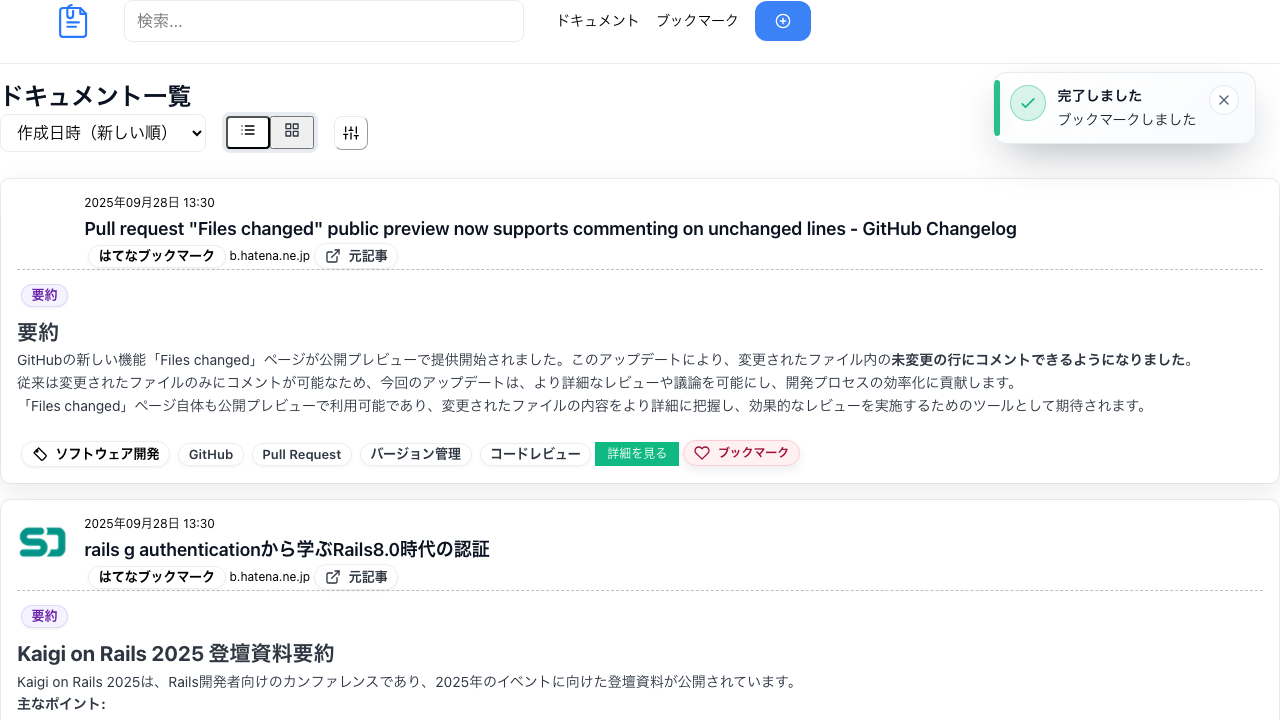 検索...
ドキュメント ブックマーク
ドキュメント一覧
完了しました
ブックマークしました
作成日時（新しい順）
2025年09月28日 13:30
Pull request "Files changed" public preview now supports commenting on unchanged lines - GitHub Changelog
はてなブックマーク b.hatena.ne.jp 元記事
要約
要約
GitHubの新しい機能「Files changed」ページが公開プレビューで提供開始されました。このアップデートにより、変更されたファイル内の未変更の行にコメントできるようになりました。
従来は変更されたファイルのみにコメントが可能なため、今回のアップデートは、より詳細なレビューや議論を可能にし、開発プロセスの効率化に貢献します。
「Files changed」ページ自体も公開プレビューで利用可能であり、変更されたファイルの内容をより詳細に把握し、効果的なレビューを実施するためのツールとして期待されます。
ソフトウェア開発 GitHub Pull Request バージョン管理 コードレビュー 詳細を見る ブックマーク
SD
2025年09月28日 13:30
rails g authenticationから学ぶRails8.0時代の認証
はてなブックマーク b.hatena.ne.jp 元記事
要約
Kaigi on Rails 2025 登壇資料要約
Kaigi on Rails 2025は、Rails開発者向けのカンファレンスであり、2025年のイベントに向けた登壇資料が公開されています。
主なポイント: